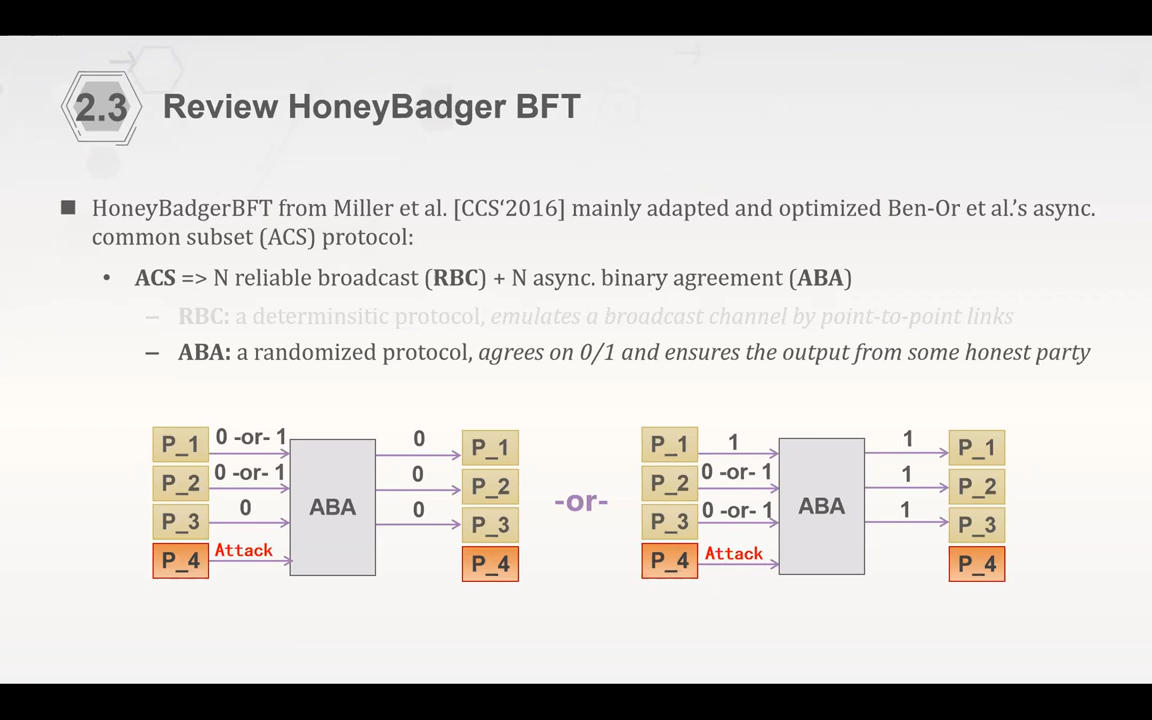 2.3 Review HoneyBadger BFT
■ HoneyBadgerBFT from Miller et al. [CCS‘2016] mainly adapted and optimized Ben-Or et al.’s async.
common subset (ACS) protocol:
• ACS => N reliable broadcast (RBC) + N async. binary agreement (ABA)
– RBC: a determinsitic protocol, emulates a broadcast channel by point-to-point links
– ABA: a randomized protocol, agrees on 0/1 and ensures the output from some honest party
P_1 0 -or- 1 0 P_1
P_2 0 -or- 1 0 P_2
P_3 0 ABA 0 P_3
P_4 Attack P_4
-or-
P_1 1 1 P_1
P_2 0 -or- 1 1 P_2
P_3 0 -or- 1 ABA 1 P_3
P_4 Attack P_4